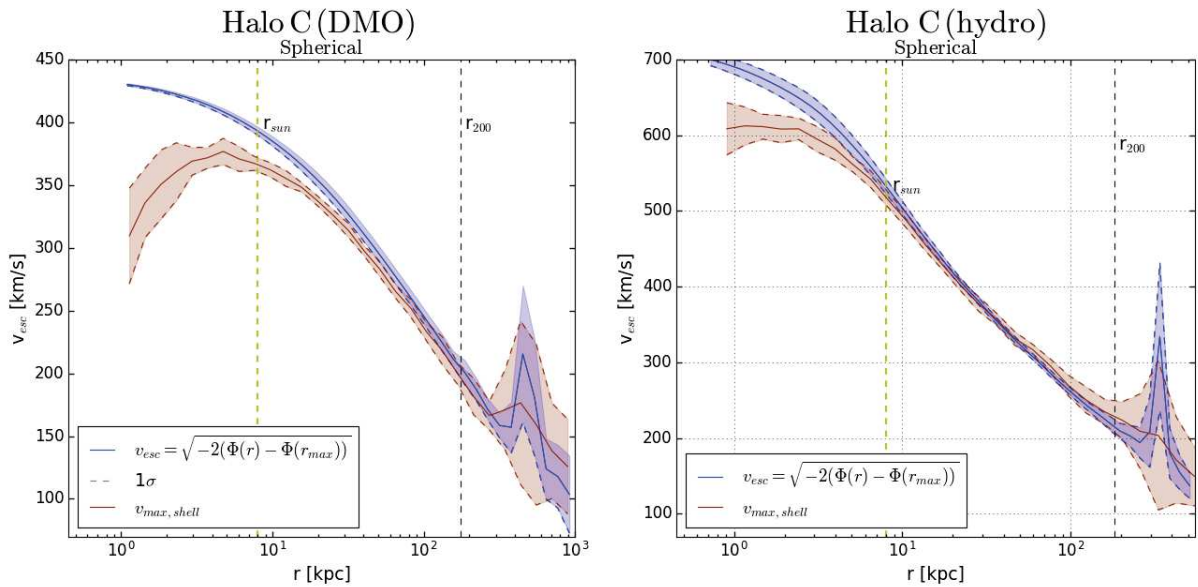 Halo C (DMO)
Spherical
450
400
350
300
250
200
150
100
v_esc [km/s]
r_sun
r_200
v_esc = √−2(Φ(r) − Φ(r_max))
1σ
v_max,shell
10^0
10^1
10^2
10^3
r [kpc]
Halo C (hydro)
Spherical
700
600
500
400
300
200
100
v_esc [km/s]
r_sun
r_200
v_esc = √−2(Φ(r) − Φ(r_max))
v_max,shell
10^0
10^1
10^2
r [kpc]